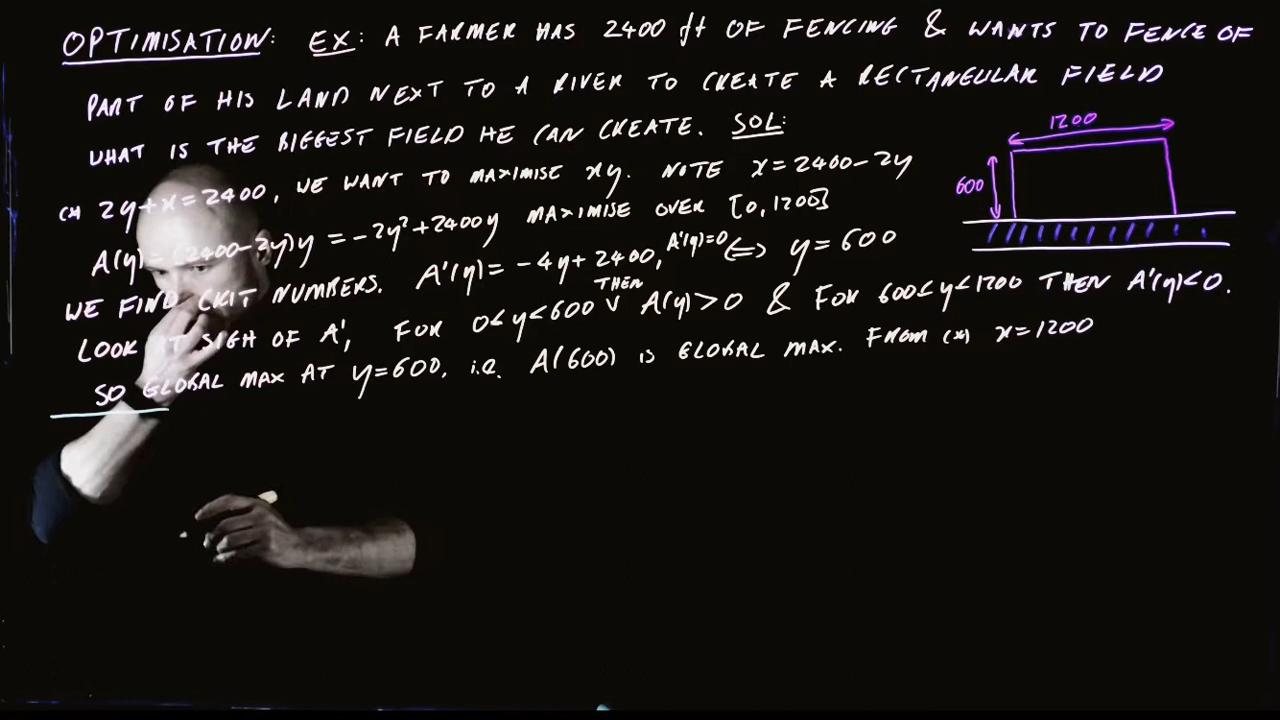 OPTIMISATION: EX: A FARMER HAS 2400 ft OF FENCING & WANTS TO FENCE OF
PART OF HIS LAND NEXT TO A RIVER TO CREATE A RECTANGULAR FIELD
WHAT IS THE BIGGEST FIELD HE CAN CREATE. SOL:
1200
(*) 2y+x=2400, WE WANT TO MAXIMISE xy. NOTE x=2400-2y
600
A(y)=(2400-2y)y = -2y²+2400y MAXIMISE OVER [0,1200]
WE FIND CRIT NUMBERS. A'(y)= -4y+2400, A'(y)=0 <=> y=600
LOOK AT SIGN OF A', FOR 0<y<600 THEN A(y)>0 & FOR 600<y<1200 THEN A'(y)<0.
SO GLOBAL MAX AT y=600, i.e. A(600) IS GLOBAL MAX. FROM (*) x=1200